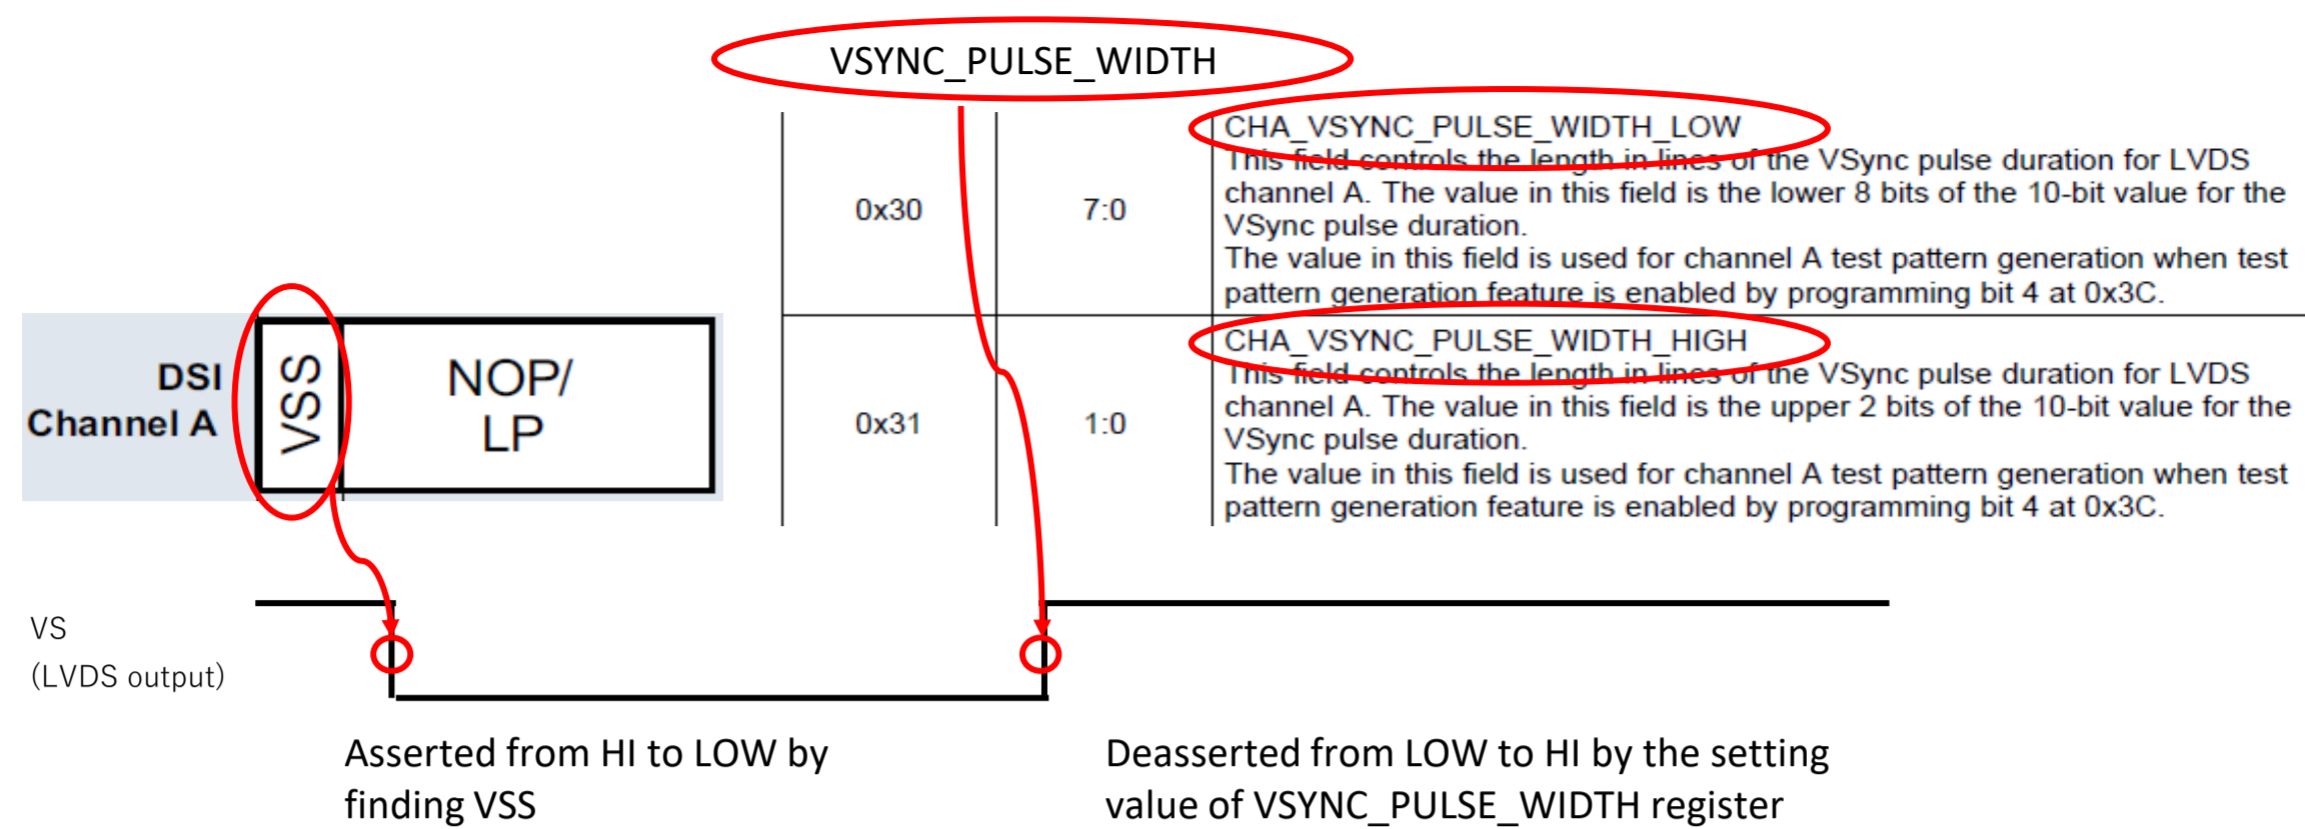 VSYNC_PULSE_WIDTH
0x30
7:0
CHA_VSYNC_PULSE_WIDTH_LOW
This field controls the length in lines of the VSync pulse duration for LVDS
channel A. The value in this field is the lower 8 bits of the 10-bit value for the
VSync pulse duration.
The value in this field is used for channel A test pattern generation when test
pattern generation feature is enabled by programming bit 4 at 0x3C.
0x31
1:0
CHA_VSYNC_PULSE_WIDTH_HIGH
This field controls the length in lines of the VSync pulse duration for LVDS
channel A. The value in this field is the upper 2 bits of the 10-bit value for the
VSync pulse duration.
The value in this field is used for channel A test pattern generation when test
pattern generation feature is enabled by programming bit 4 at 0x3C.
DSI
Channel A
VSS
NOP/
LP
VS
(LVDS output)
Asserted from HI to LOW by
finding VSS
Deasserted from LOW to HI by the setting
value of VSYNC_PULSE_WIDTH register